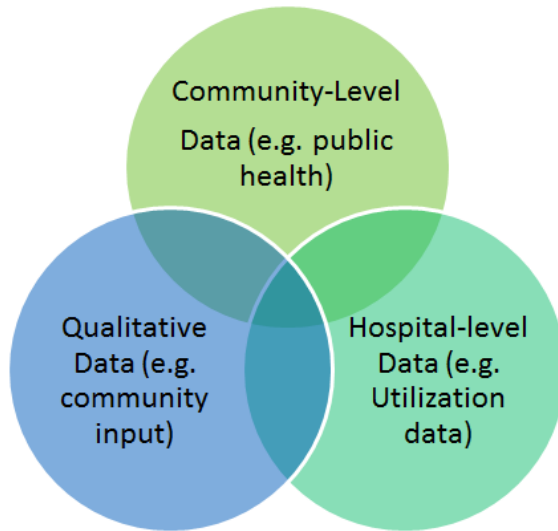 Community-Level
Data (e.g. public
health)
Qualitative
Data (e.g.
community
input)
Hospital-level
Data (e.g.
Utilization
data)